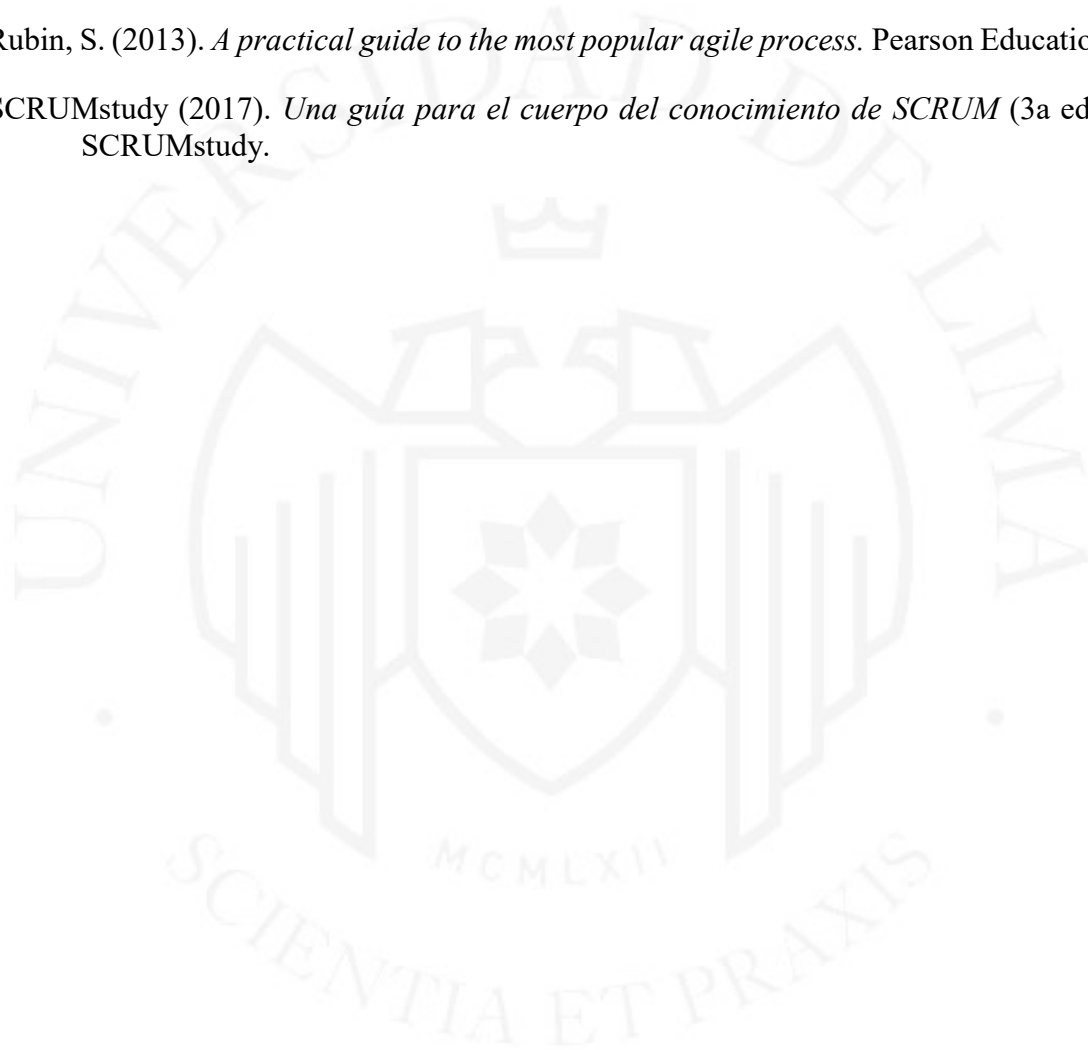 Rubin, S. (2013). A practical guide to the most popular agile process. Pearson Educatio
SCRUMstudy (2017). Una guía para el cuerpo del conocimiento de SCRUM (3a ed
SCRUMstudy.
UNIVERSIDAD DE LIMA
MCMLXII
SCIENTIA ET PRAXIS